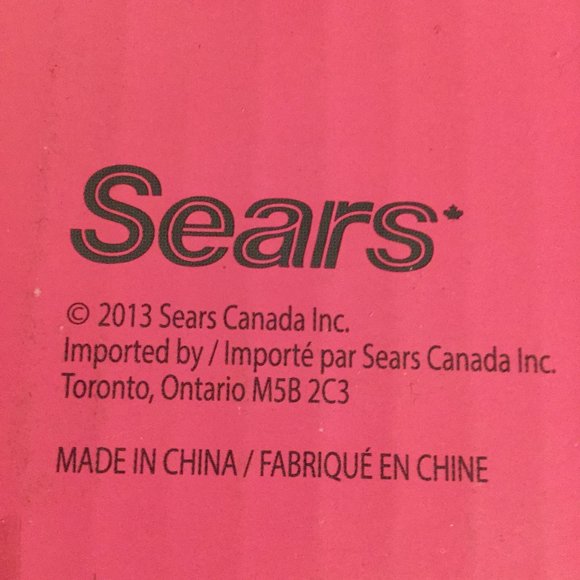 Sears
© 2013 Sears Canada Inc.
Imported by / Importé par Sears Canada Inc.
Toronto, Ontario M5B 2C3
MADE IN CHINA / FABRIQUÉ EN CHINE